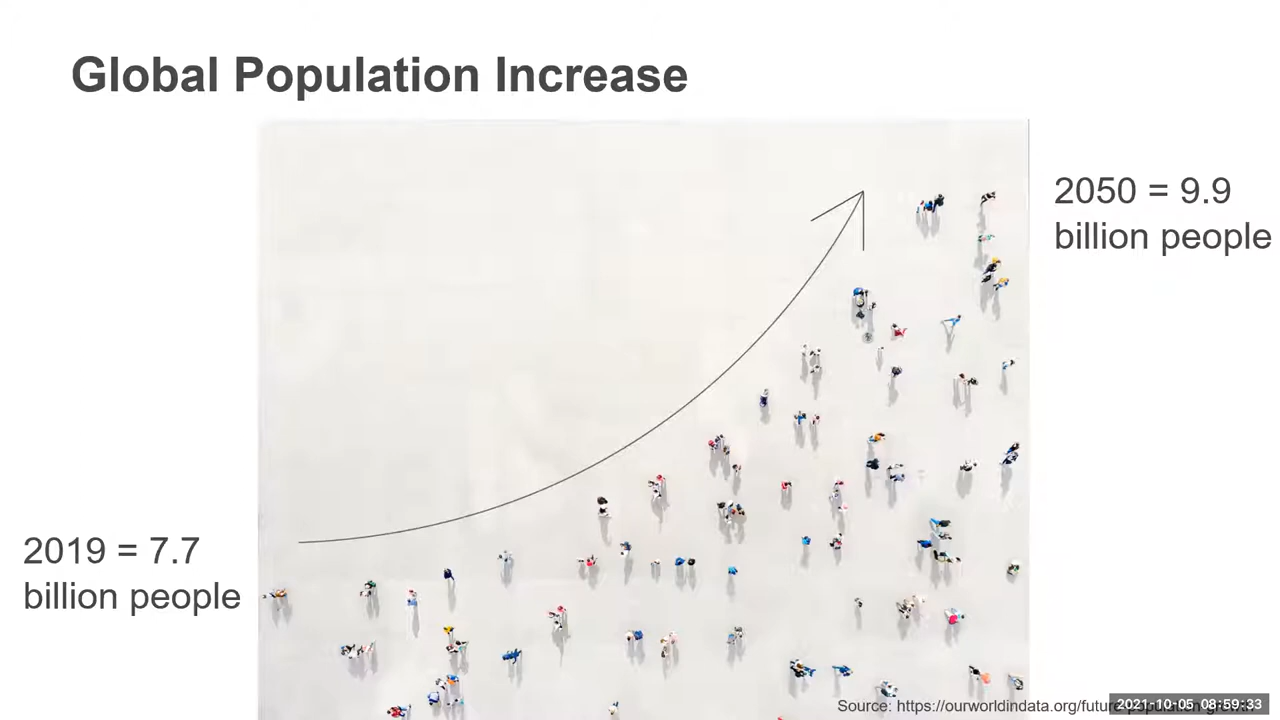 Global Population Increase
2050 = 9.9
billion people
2019 = 7.7
billion people
Source: https://ourworldindata.org/future
2021-10-05 08:59:33